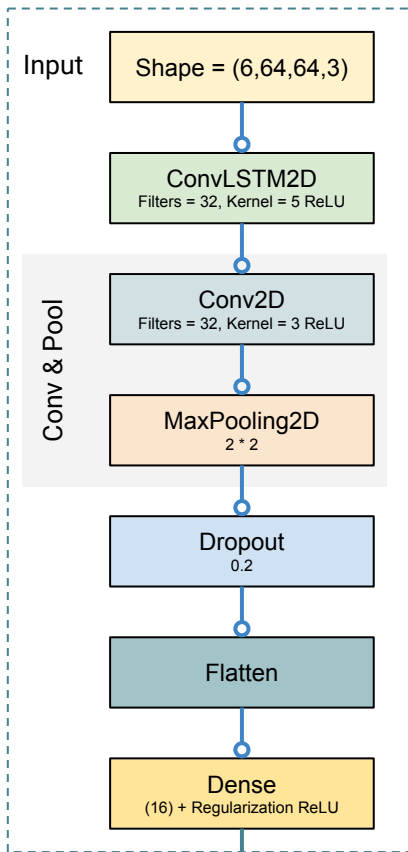 Input
Shape = (6,64,64,3)
ConvLSTM2D
Filters = 32, Kernel = 5 ReLU
Conv & Pool
Conv2D
Filters = 32, Kernel = 3 ReLU
MaxPooling2D
2 * 2
Dropout
0.2
Flatten
Dense
(16) + Regularization ReLU